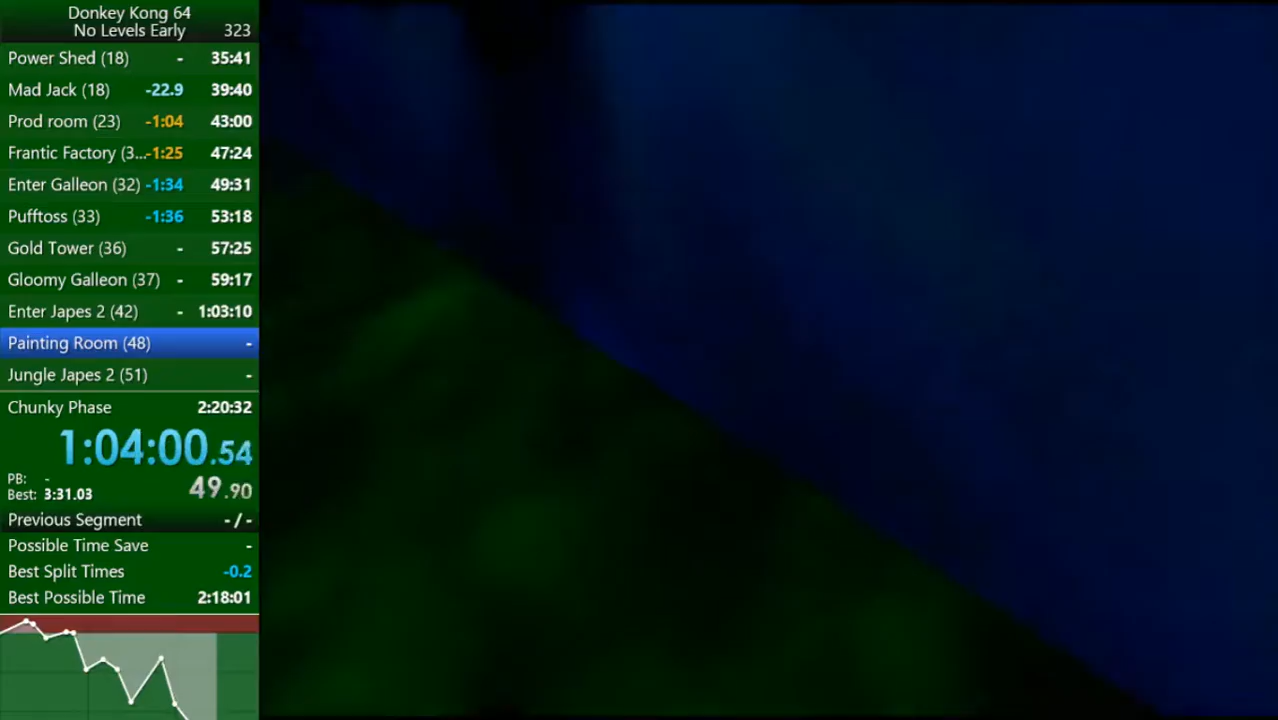 Donkey Kong 64
No Levels Early 323
Power Shed (18) - 35:41
Mad Jack (18) -22.9 39:40
Prod room (23) -1:04 43:00
Frantic Factory (3... -1:25 47:24
Enter Galleon (32) -1:34 49:31
Pufftoss (33) -1:36 53:18
Gold Tower (36) - 57:25
Gloomy Galleon (37) - 59:17
Enter Japes 2 (42) - 1:03:10
Painting Room (48) -
Jungle Japes 2 (51) -
Chunky Phase 2:20:32
1:04:00.54
PB: -
Best: 3:31.03 49.90
Previous Segment - / -
Possible Time Save -
Best Split Times -0.2
Best Possible Time 2:18:01